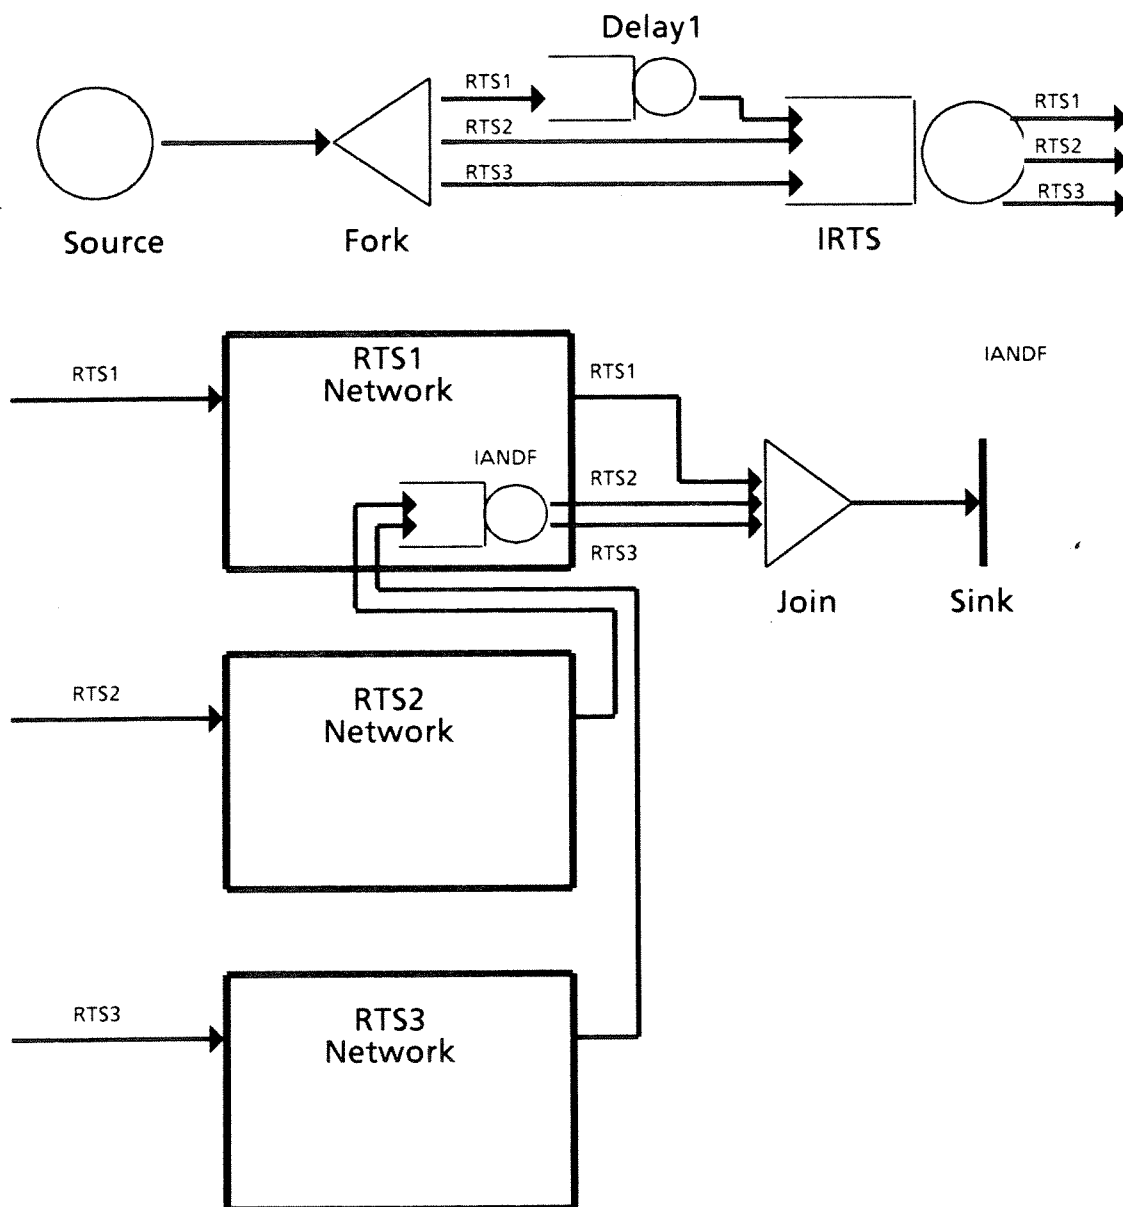 Delay1
RTS1
RTS2
RTS3
RTS1
RTS2
RTS3
Source
Fork
IRTS
RTS1
Network
RTS1
RTS1
IANDF
IANDF
RTS2
RTS3
Join
Sink
RTS2
RTS2
Network
RTS3
RTS3
Network